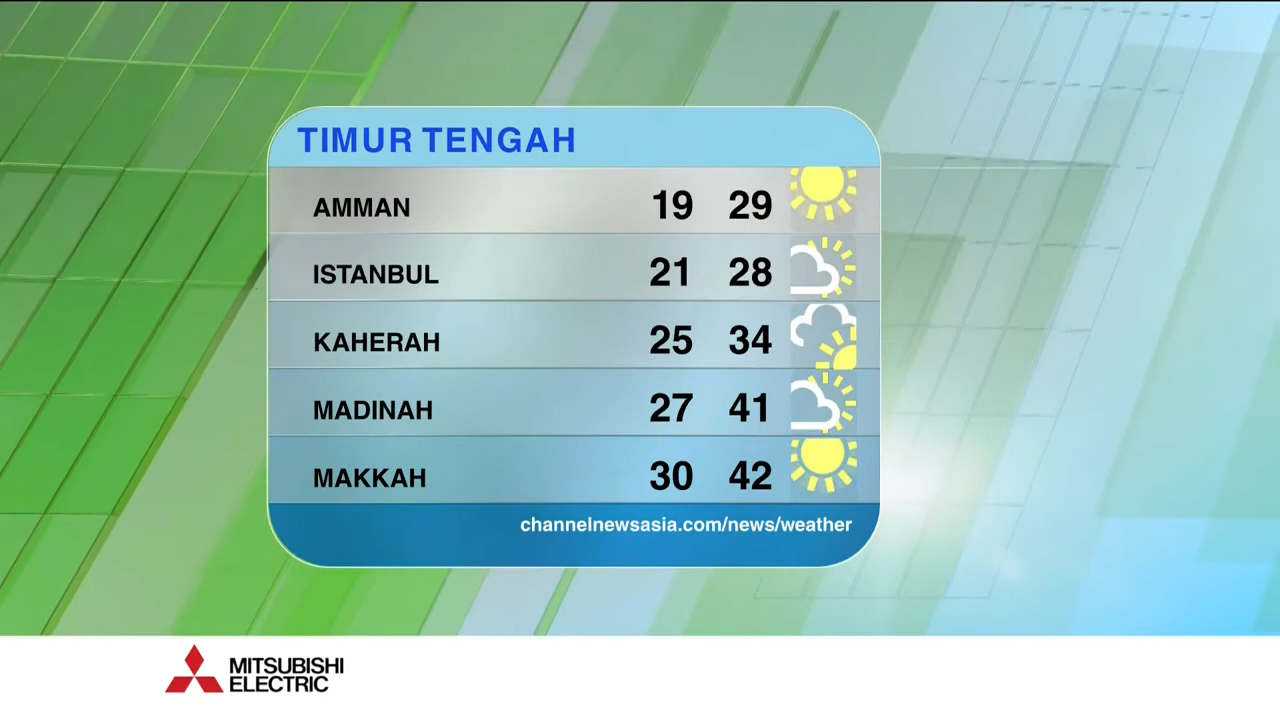 TIMUR TENGAH
AMMAN 19 29
ISTANBUL 21 28
KAHERAH 25 34
MADINAH 27 41
MAKKAH 30 42
channelnewsasia.com/news/weather
MITSUBISHI
ELECTRIC